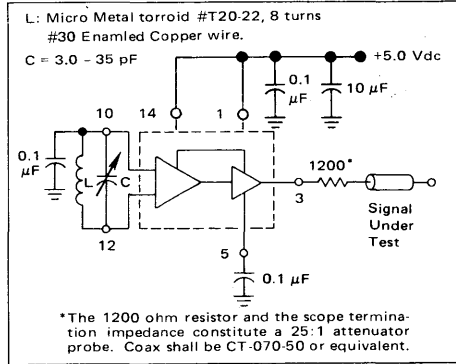 L: Micro Metal torroid #T20-22, 8 turns
#30 Enamled Copper wire.
C = 3.0 - 35 pF
+5.0 Vdc
0.1
µF
10 µF
14
1
10
0.1
µF
L
C
1200*
3
12
Signal
Under
Test
5
0.1 µF
*The 1200 ohm resistor and the scope termina-
tion impedance constitute a 25:1 attenuator
probe. Coax shall be CT-070-50 or equivalent.